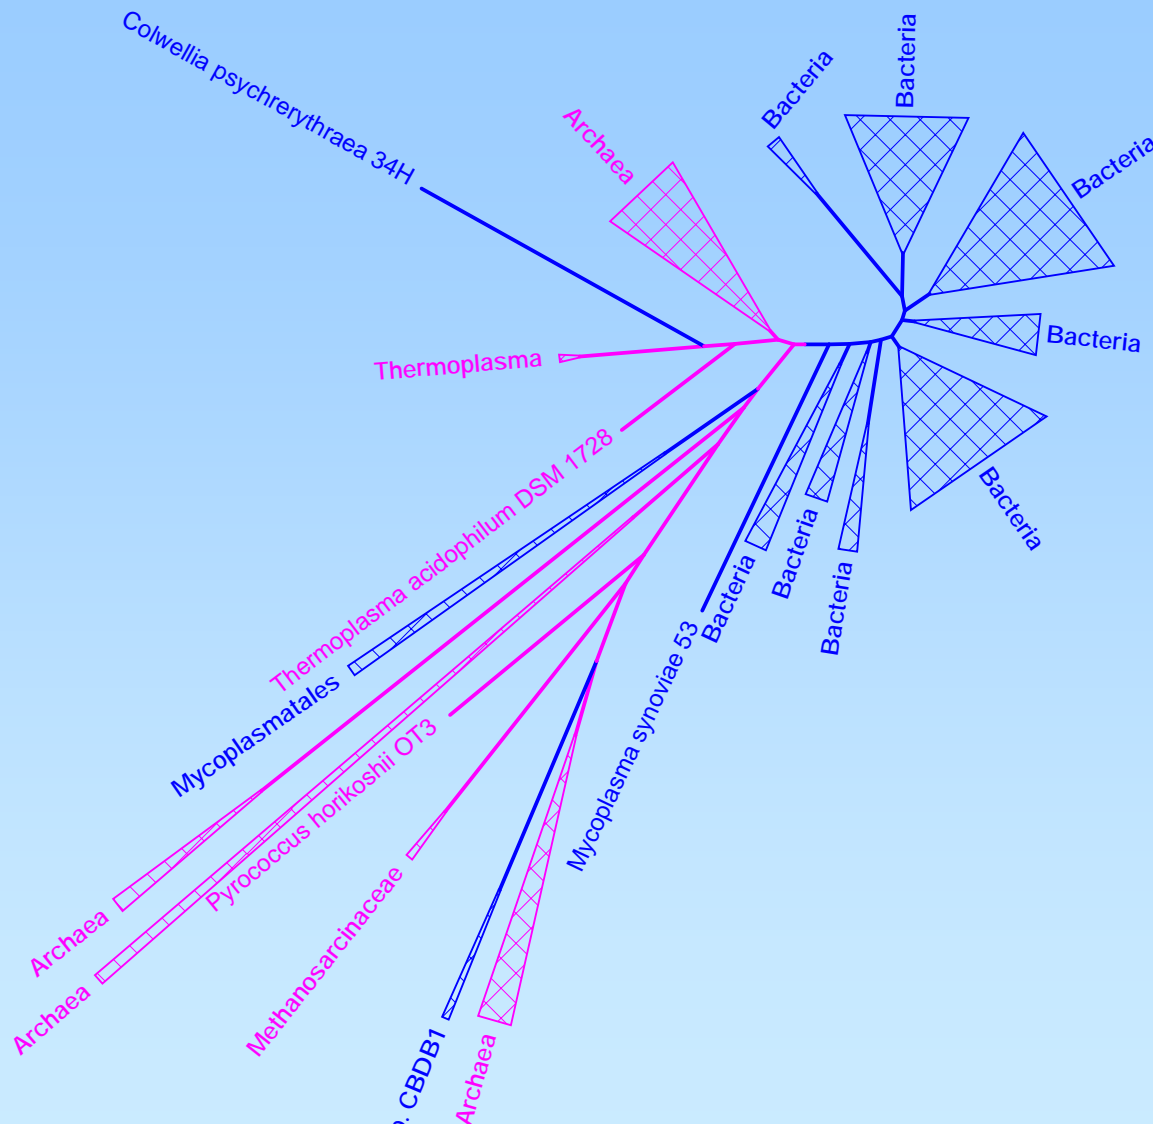 Colwellia psychrerythraea 34H
Archaea
Bacteria
Bacteria
Bacteria
Bacteria
Bacteria
Thermoplasma
Thermoplasma acidophilum DSM 1728
Mycoplasmatales
Archaea
Archaea
Pyrococcus horikoshii OT3
Methanosarcinaceae
CBDB1
Archaea
Mycoplasma synoviae 53
Bacteria
Bacteria
Bacteria